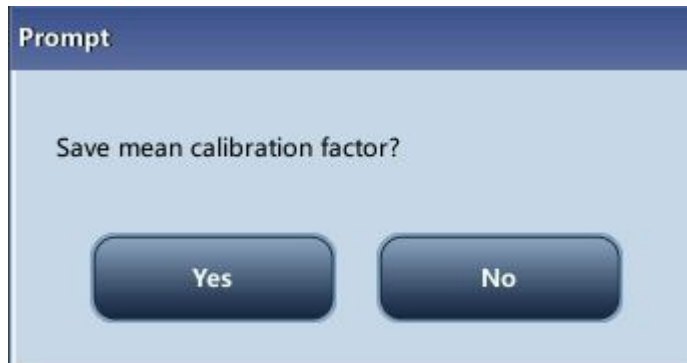 Prompt
Save mean calibration factor?
Yes No